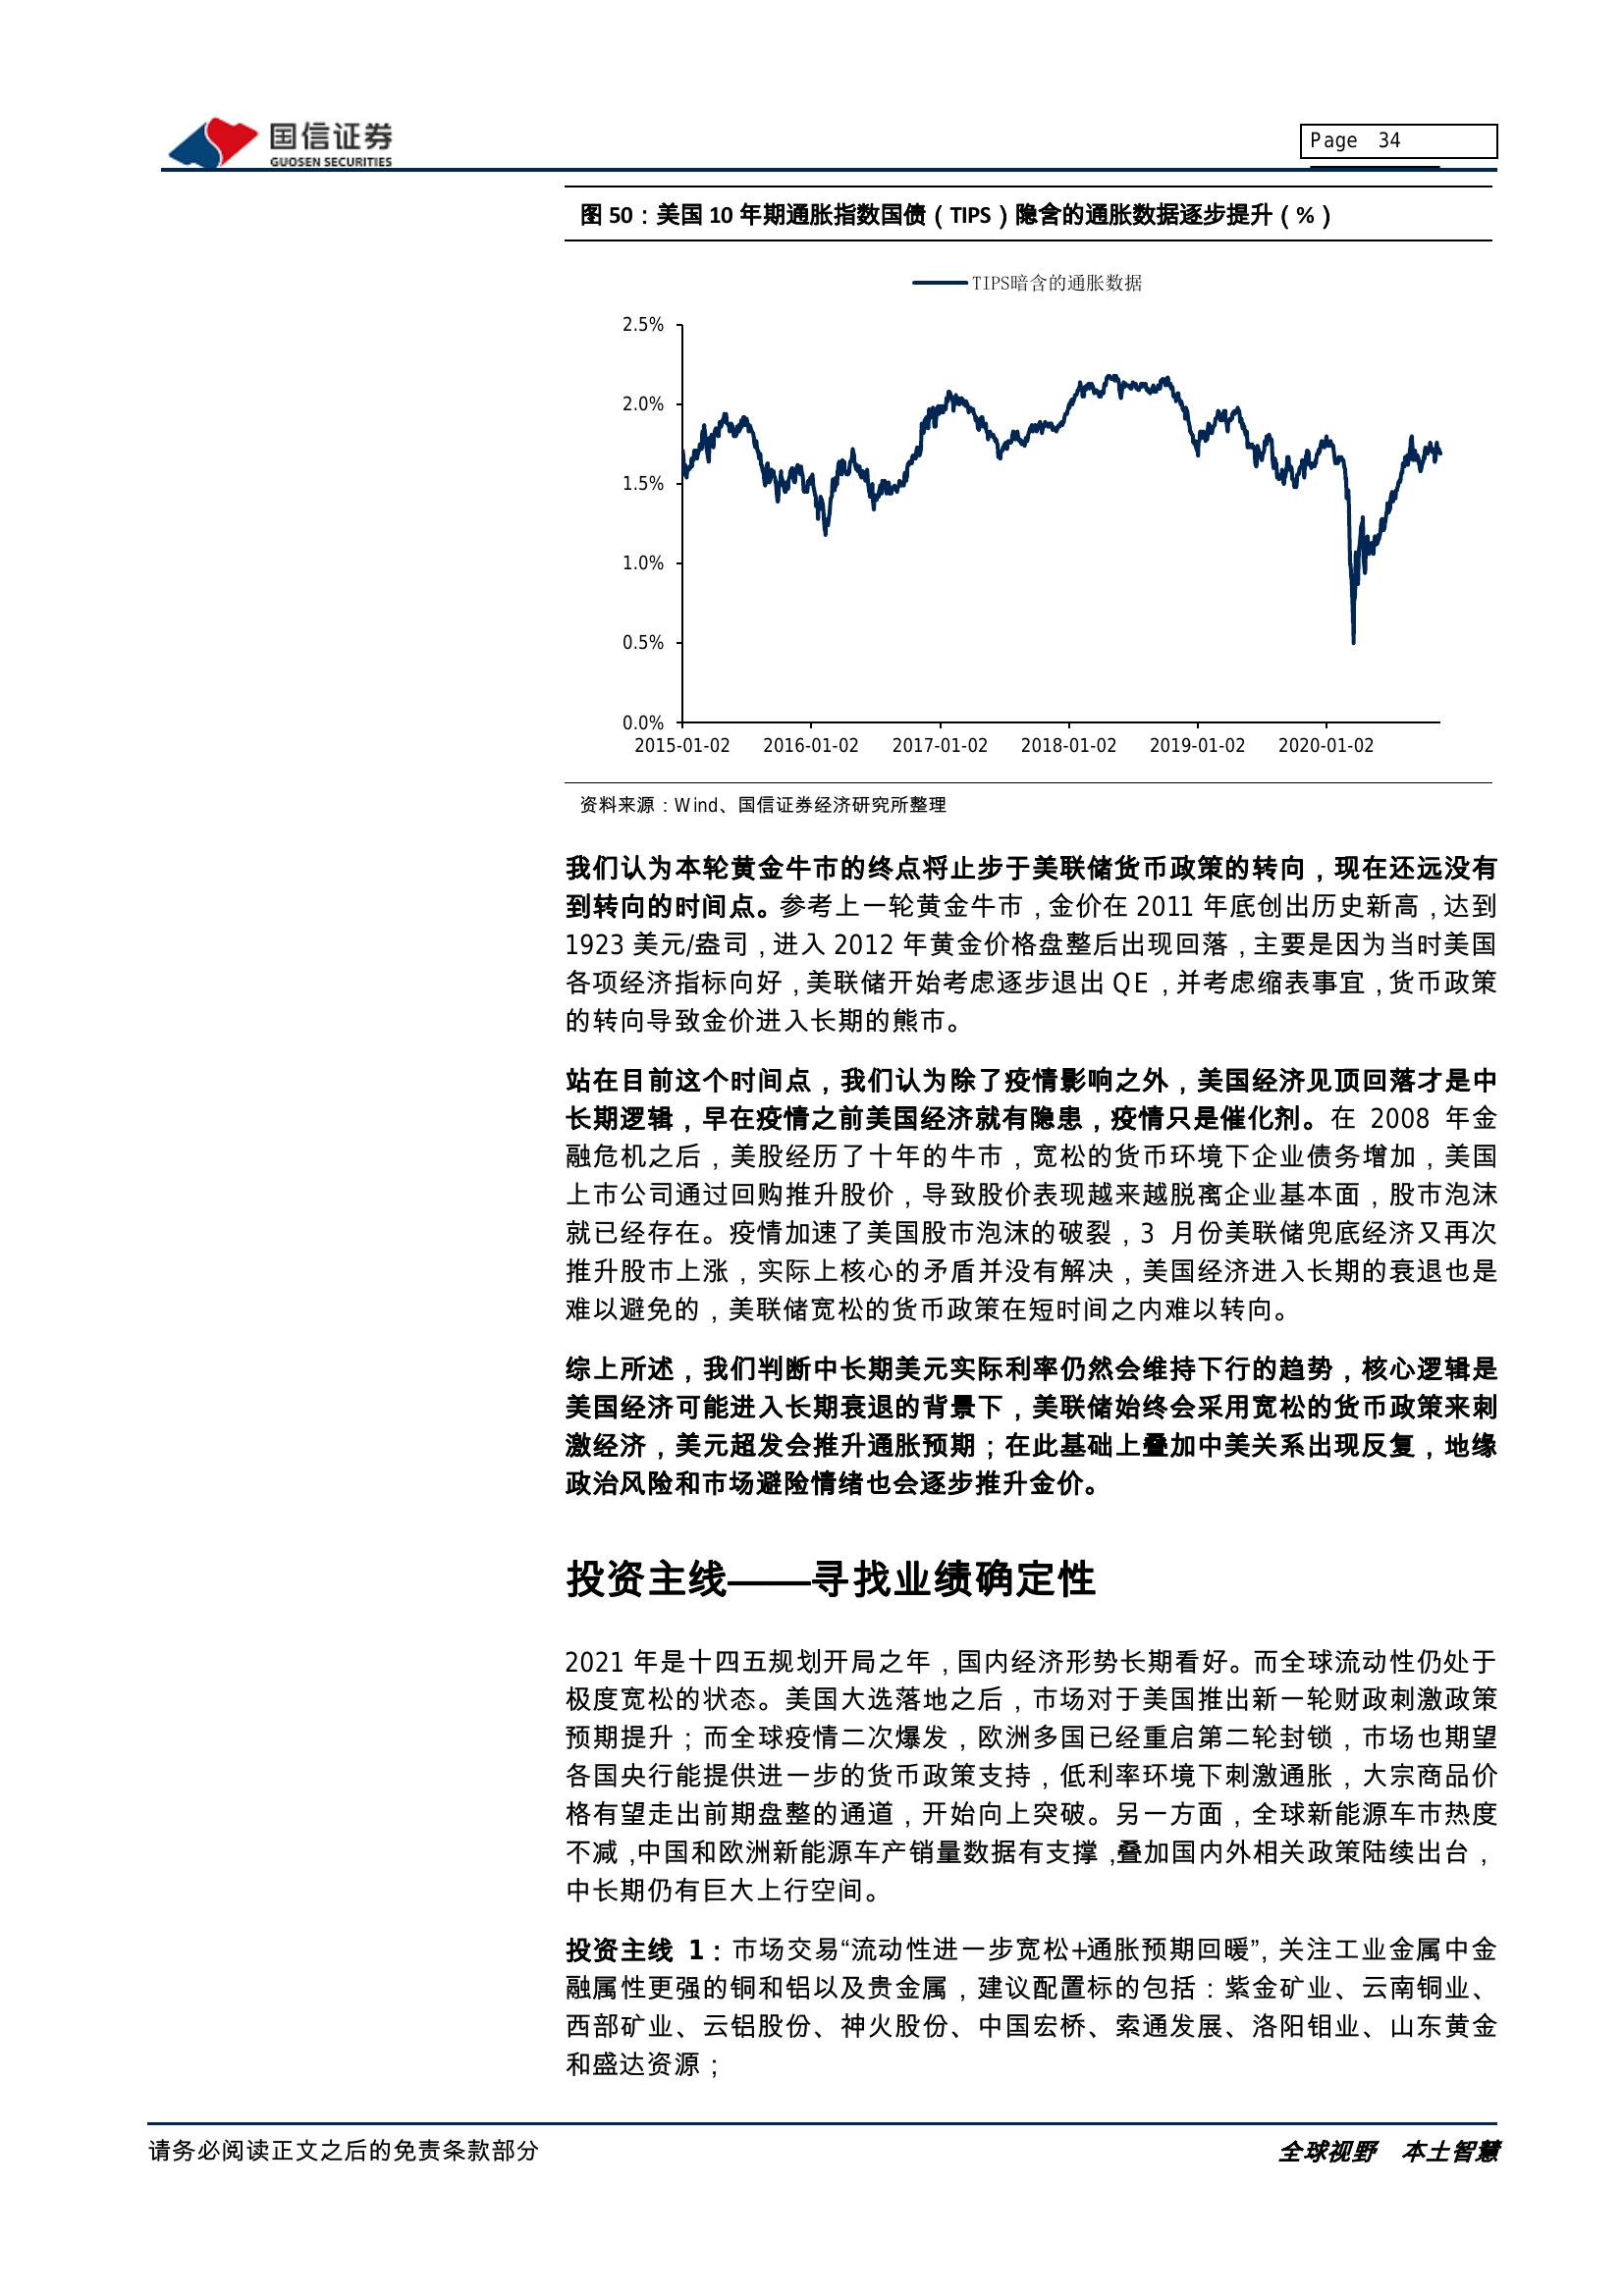 国信证券
GUOSEN SECURITIES
Page 34
图 50：美国 10 年期通胀指数国债（TIPS）隐含的通胀数据逐步提升（%）
TIPS暗含的通胀数据
2.5%
2.0%
1.5%
1.0%
0.5%
0.0%
2015-01-02 2016-01-02 2017-01-02 2018-01-02 2019-01-02 2020-01-02
资料来源：Wind、国信证券经济研究所整理
我们认为本轮黄金牛市的终点将止步于美联储货币政策的转向，现在还远没有
到转向的时间点。参考上一轮黄金牛市，金价在 2011 年底创出历史新高，达到
1923 美元/盎司，进入 2012 年黄金价格盘整后出现回落，主要是因为当时美国
各项经济指标向好，美联储开始考虑逐步退出 QE，并考虑缩表事宜，货币政策
的转向导致金价进入长期的熊市。
站在目前这个时间点，我们认为除了疫情影响之外，美国经济见顶回落才是中
长期逻辑，早在疫情之前美国经济就有隐患，疫情只是催化剂。在 2008 年金
融危机之后，美股经历了十年的牛市，宽松的货币环境下企业债务增加，美国
上市公司通过回购推升股价，导致股价表现越来越脱离企业基本面，股市泡沫
就已经存在。疫情加速了美国股市泡沫的破裂，3 月份美联储兜底经济又再次
推升股市上涨，实际上核心的矛盾并没有解决，美国经济进入长期的衰退也是
难以避免的，美联储宽松的货币政策在短时间之内难以转向。
综上所述，我们判断中长期美元实际利率仍然会维持下行的趋势，核心逻辑是
美国经济可能进入长期衰退的背景下，美联储始终会采用宽松的货币政策来刺
激经济，美元超发会推升通胀预期；在此基础上叠加中美关系出现反复，地缘
政治风险和市场避险情绪也会逐步推升金价。
投资主线——寻找业绩确定性
2021 年是十四五规划开局之年，国内经济形势长期看好。而全球流动性仍处于
极度宽松的状态。美国大选落地之后，市场对于美国推出新一轮财政刺激政策
预期提升；而全球疫情二次爆发，欧洲多国已经重启第二轮封锁，市场也期望
各国央行能提供进一步的货币政策支持，低利率环境下刺激通胀，大宗商品价
格有望走出前期盘整的通道，开始向上突破。另一方面，全球新能源车市热度
不减，中国和欧洲新能源车产销量数据有支撑，叠加国内外相关政策陆续出台，
中长期仍有巨大上行空间。
投资主线 1：市场交易“流动性进一步宽松+通胀预期回暖”，关注工业金属中金
融属性更强的铜和铝以及贵金属，建议配置标的包括：紫金矿业、云南铜业、
西部矿业、云铝股份、神火股份、中国宏桥、索通发展、洛阳钼业、山东黄金
和盛达资源；
请务必阅读正文之后的免责条款部分
全球视野 本土智慧